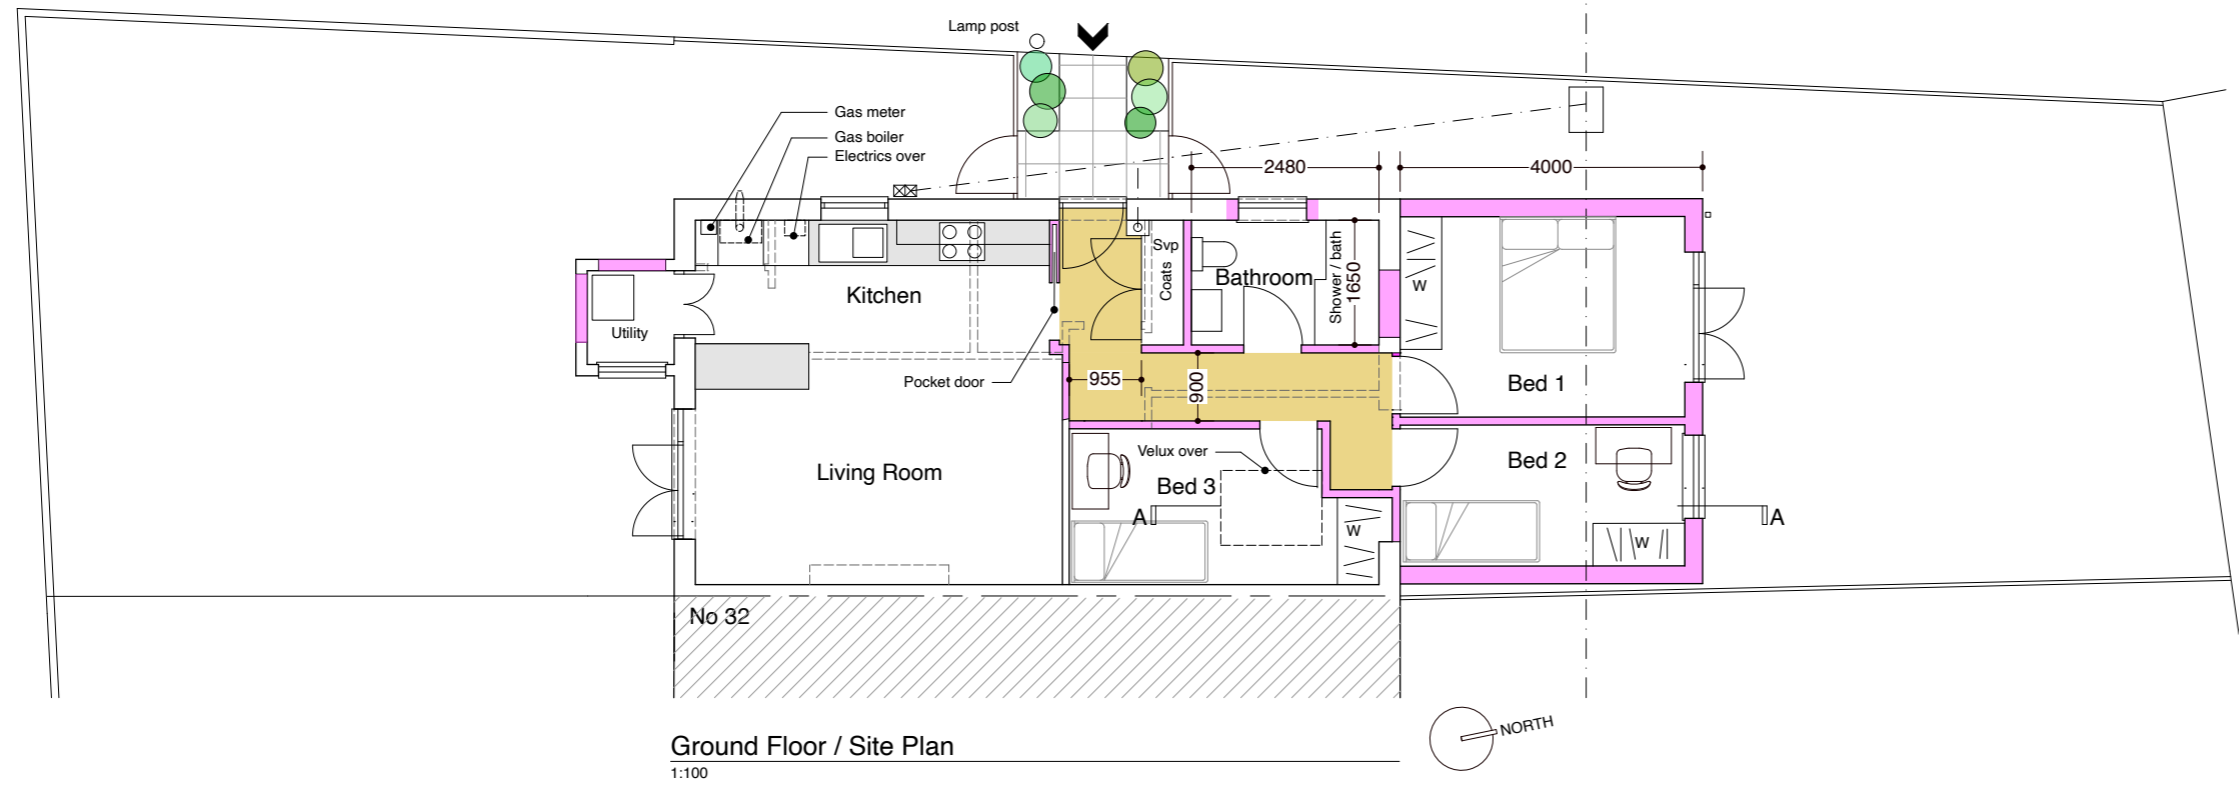 Lamp post
Gas meter
Gas boiler
Electrics over
2480
4000
Svp
Coats
Bathroom
Shower / bath
1650
W
Kitchen
Utility
Pocket door
955
900
Bed 1
Living Room
Velux over
Bed 3
Bed 2
A
A
W
W
No 32
NORTH
Ground Floor / Site Plan
1:100